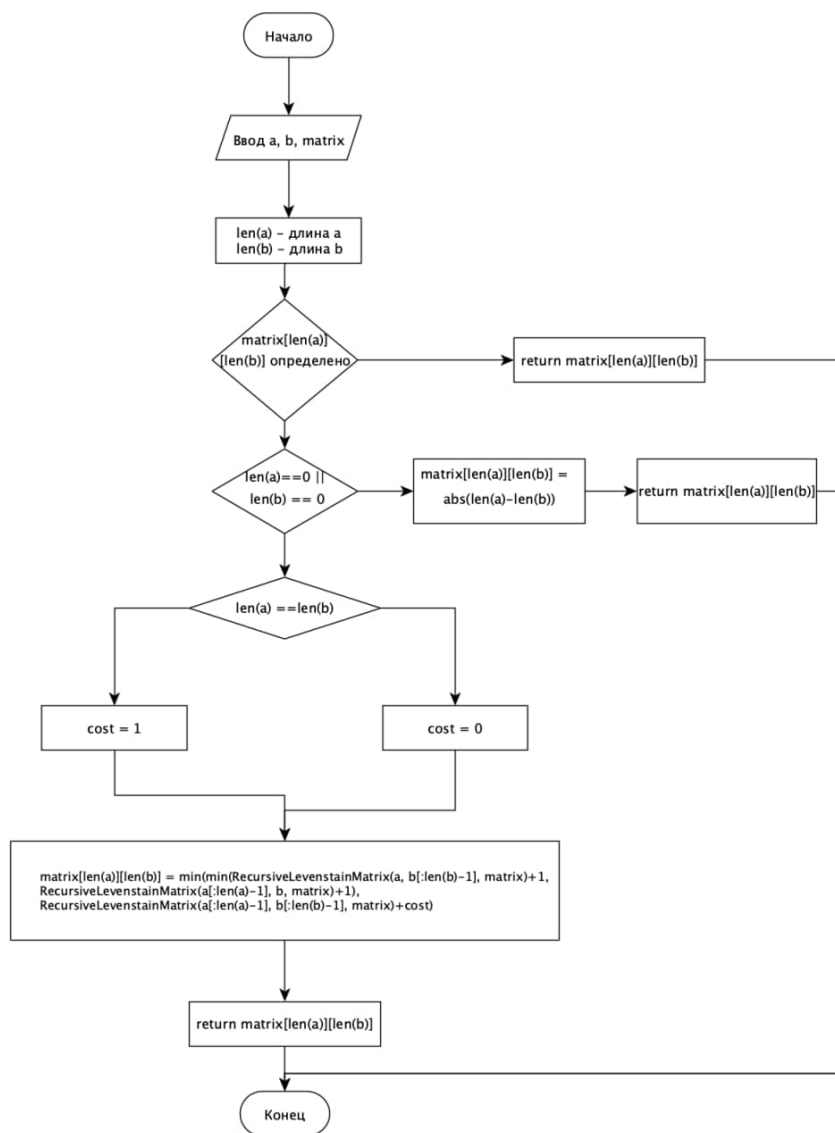 Начало
Ввод a, b, matrix
len(a) – длина a
len(b) – длина b
matrix[len(a)]
[len(b)] определено
return matrix[len(a)][len(b)]
len(a)==0 ||
len(b) == 0
matrix[len(a)][len(b)] =
abs(len(a)–len(b))
return matrix[len(a)][len(b)]
len(a) ==len(b)
cost = 1
cost = 0
matrix[len(a)][len(b)] = min(min(RecursiveLevenstainMatrix(a, b[:len(b)–1], matrix)+1,
RecursiveLevenstainMatrix(a[:len(a)–1], b, matrix)+1),
RecursiveLevenstainMatrix(a[:len(a)–1], b[:len(b)–1], matrix)+cost)
return matrix[len(a)][len(b)]
Конец